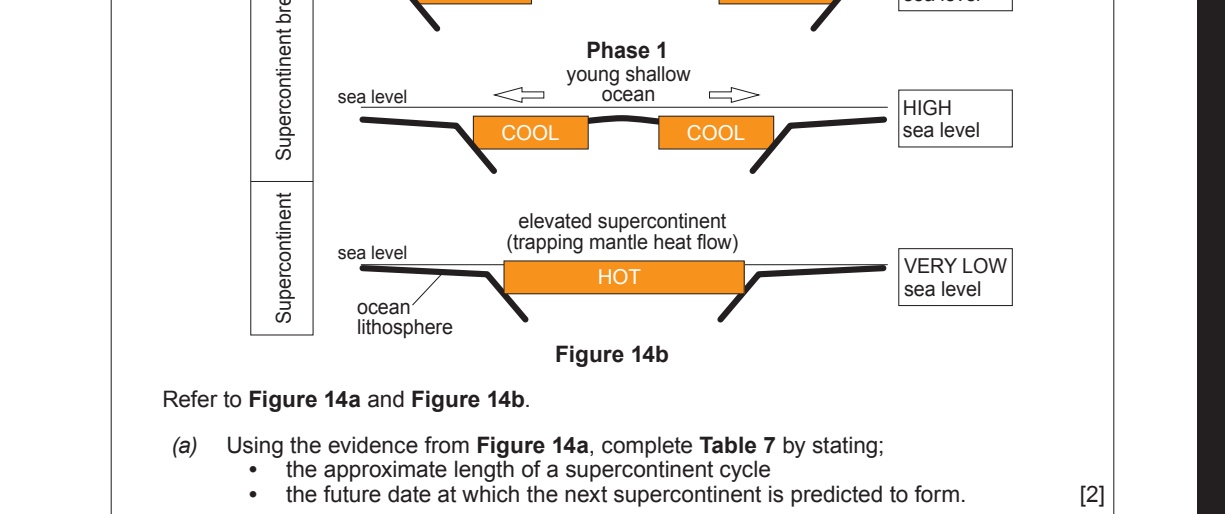 Supercontinent bre
sea level
Phase 1
young shallow
ocean
sea level
COOL
COOL
HIGH
sea level
Supercontinent
elevated supercontinent
(trapping mantle heat flow)
sea level
HOT
VERY LOW
sea level
ocean
lithosphere
Figure 14b
Refer to Figure 14a and Figure 14b.
(a) Using the evidence from Figure 14a, complete Table 7 by stating;
• the approximate length of a supercontinent cycle
• the future date at which the next supercontinent is predicted to form. [2]